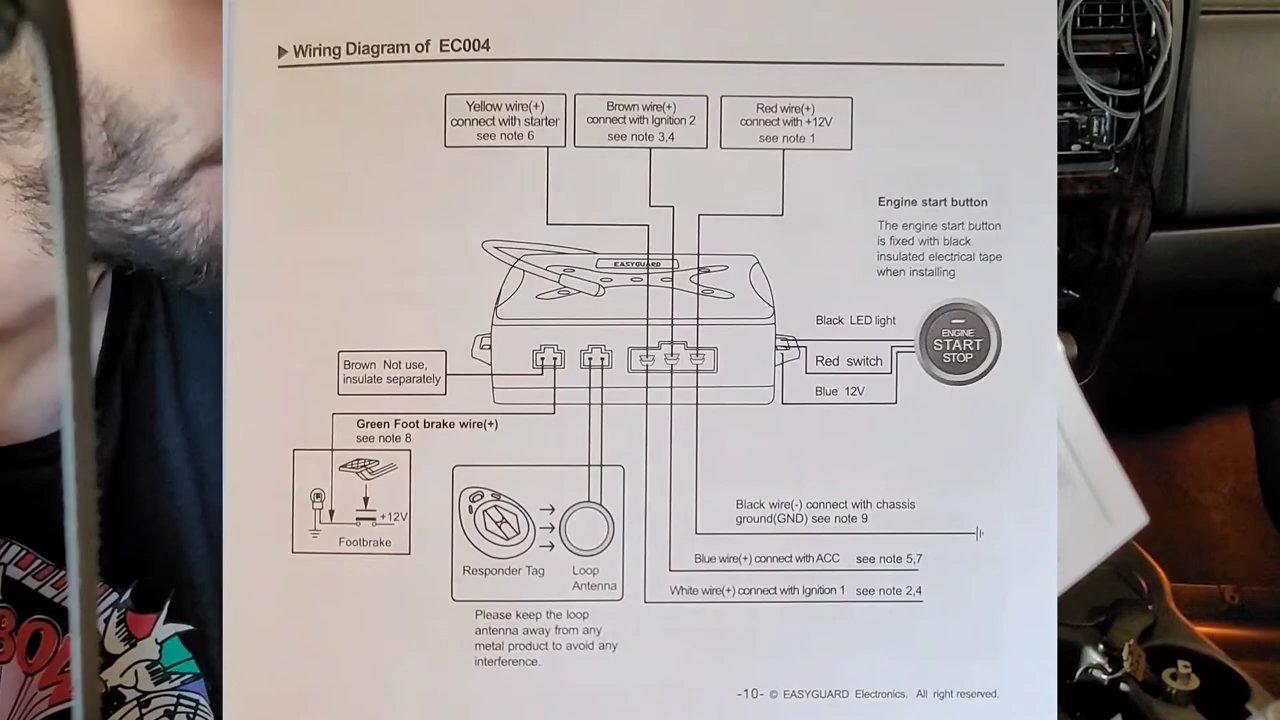 Wiring Diagram of EC004
Yellow wire(+)
connect with starter
see note 6
Brown wire(+)
connect with Ignition 2
see note 3,4
Red wire(+)
connect with +12V
see note 1
Engine start button
The engine start button
is fixed with black
insulated electrical tape
when installing
EASYGUARD
Black LED light
Red switch
Blue 12V
ENGINE
START
STOP
Brown Not use,
insulate separately
Green Foot brake wire(+)
see note 8
+12V
Footbrake
Responder Tag
Loop
Antenna
Please keep the loop
antenna away from any
metal product to avoid any
interference.
Black wire(-) connect with chassis
ground(GND) see note 9
Blue wire(+) connect with ACC see note 5,7
White wire(+) connect with Ignition 1 see note 2,4
-10- © EASYGUARD Electronics. All right reserved.